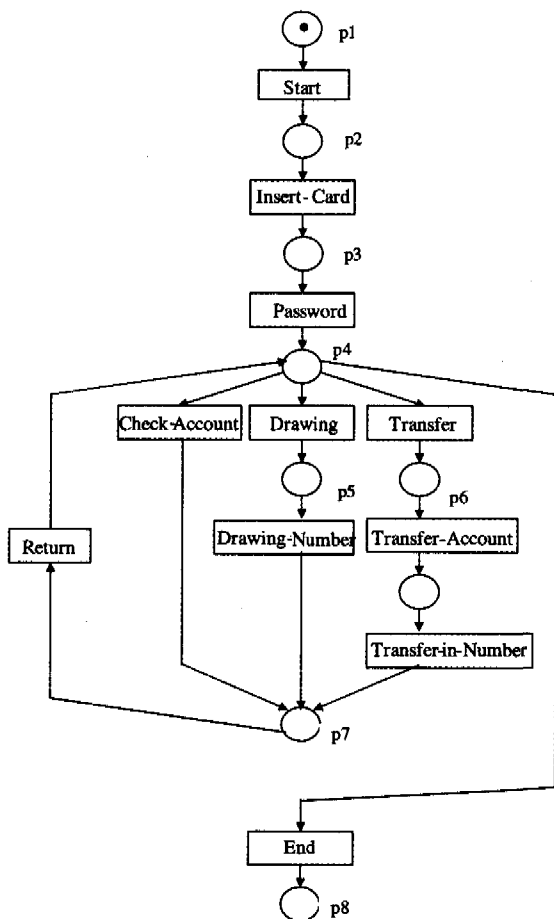 p1
Start
p2
Insert-Card
p3
Password
p4
Check-Account
Drawing
Transfer
p5
p6
Return
Drawing-Number
Transfer-Account
Transfer-in-Number
p7
End
p8